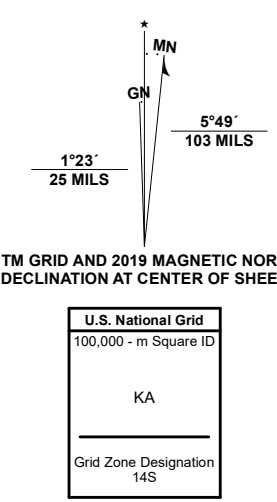 ★
MN
GN
5°49´
103 MILS
1°23´
25 MILS
TM GRID AND 2019 MAGNETIC NOR
DECLINATION AT CENTER OF SHEE
U.S. National Grid
100,000 - m Square ID
KA
Grid Zone Designation
14S